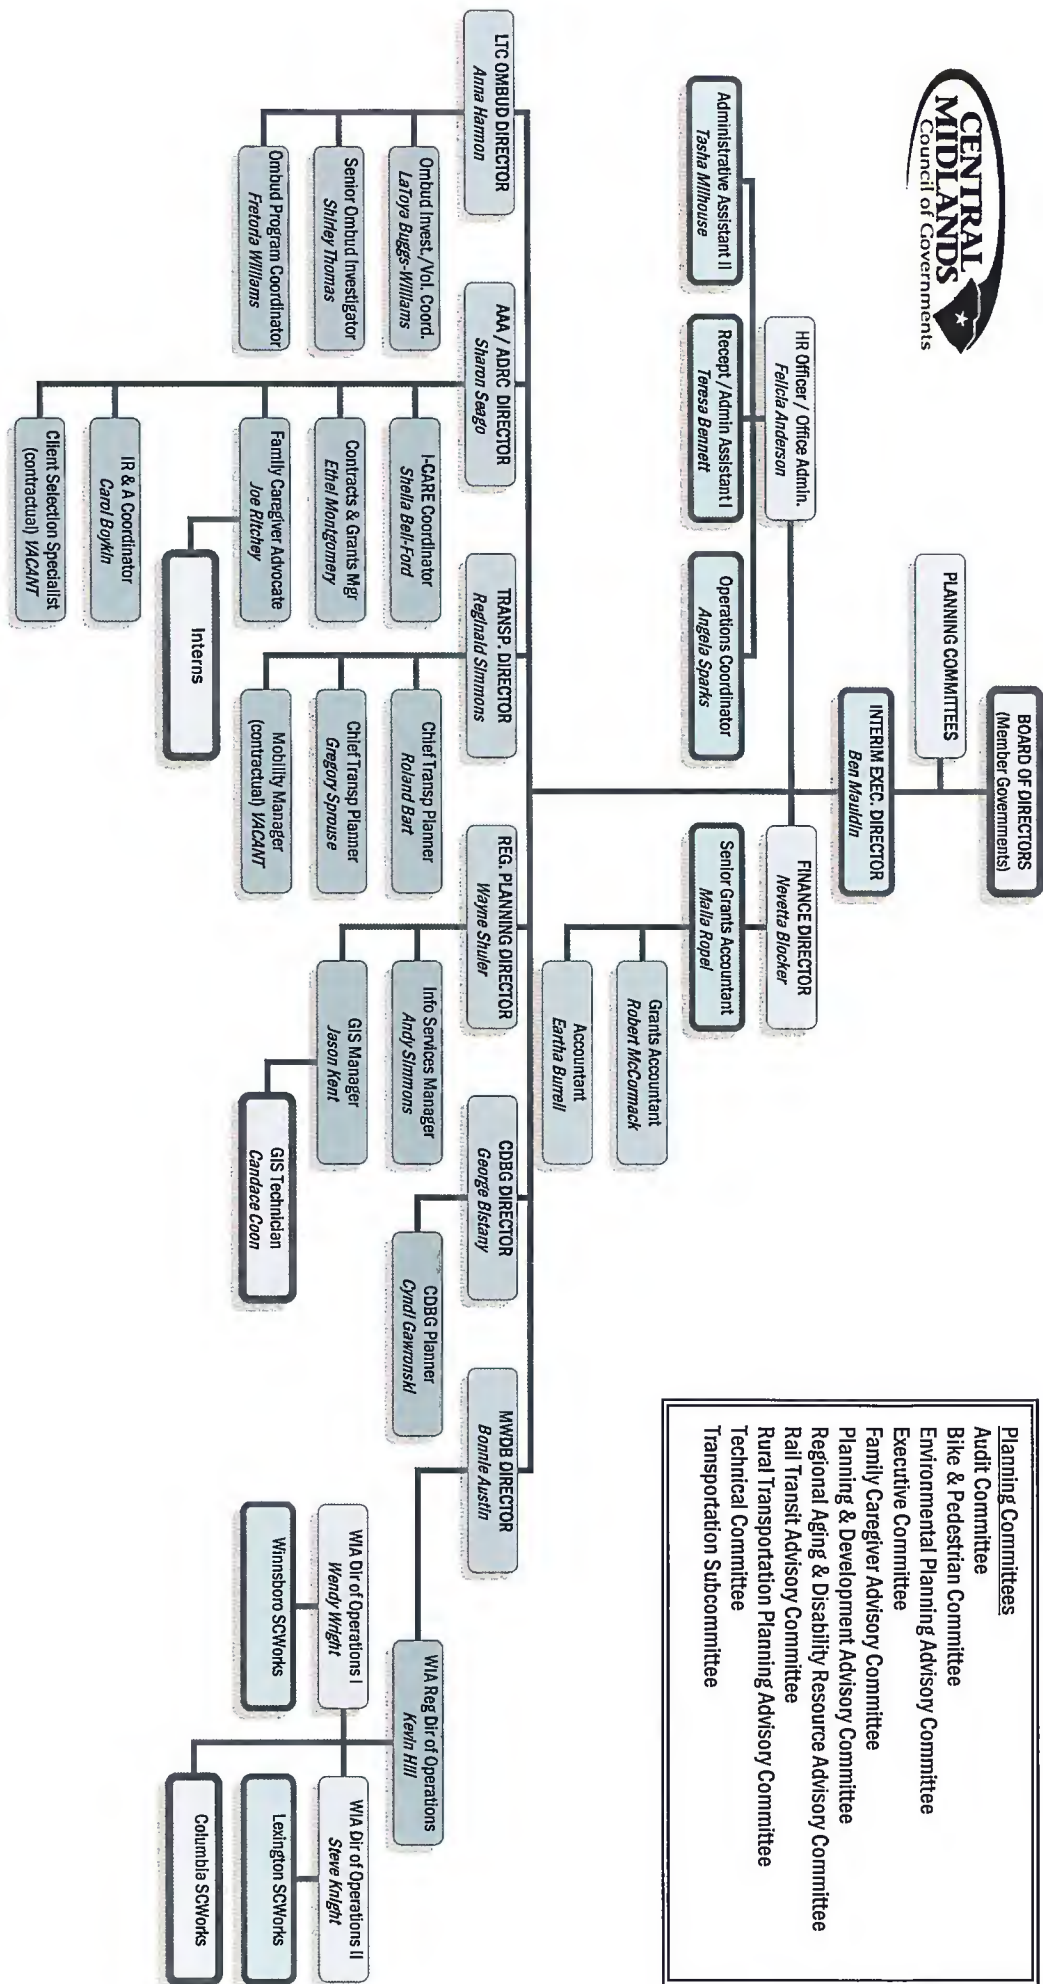 CENTRAL
MIDLANDS
Council of Governments
BOARD OF DIRECTORS
(Member Governments)
PLANNING COMMITTEES
INTERIM EXEC. DIRECTOR
Ben Mauldin
HR Officer / Office Admin.
Felicia Anderson
FINANCE DIRECTOR
Nevetta Blocker
Administrative Assistant II
Tasha Millhouse
Recept / Admin Assistant I
Teresa Bennett
Operations Coordinator
Angela Sparks
Senior Grants Accountant
Malia Ropel
Grants Accountant
Robert McCormack
Accountant
Eartha Burrell
Planning Committees
Audit Committee
Bike & Pedestrian Committee
Environmental Planning Advisory Committee
Executive Committee
Family Caregiver Advisory Committee
Planning & Development Advisory Committee
Regional Aging & Disability Resource Advisory Committee
Rail Transit Advisory Committee
Rural Transportation Planning Advisory Committee
Technical Committee
Transportation Subcommittee
LTC OMBUD DIRECTOR
Anna Harmon
Ombud Invest./Vol. Coord.
LaToya Buggs-Williams
Senior Ombud Investigator
Shirley Thomas
Ombud Program Coordinator
Fretoria Williams
AAA / ADRC DIRECTOR
Sharon Seago
I-CARE Coordinator
Shelia Bell-Ford
Contracts & Grants Mgr
Ethel Montgomery
Family Caregiver Advocate
Joe Ritchey
Interns
IR & A Coordinator
Carol Boykin
Client Selection Specialist
(contractual) VACANT
TRANSP. DIRECTOR
Reginald Simmons
Chief Transp Planner
Roland Bart
Chief Transp Planner
Gregory Sprouse
Mobility Manager
(contractual) VACANT
REG. PLANNING DIRECTOR
Wayne Shuler
Info Services Manager
Andy Simmons
GIS Manager
Jason Kent
GIS Technician
Candace Coon
CDBG DIRECTOR
George Bistany
CDBG Planner
Cyndi Gawronski
MWDB DIRECTOR
Bonnie Austin
WIA Reg Dir of Operations
Kevin Hill
WIA Dir of Operations I
Wendy Wright
WIA Dir of Operations II
Steve Knight
Winnsboro SCWorks
Lexington SCWorks
Columbia SCWorks